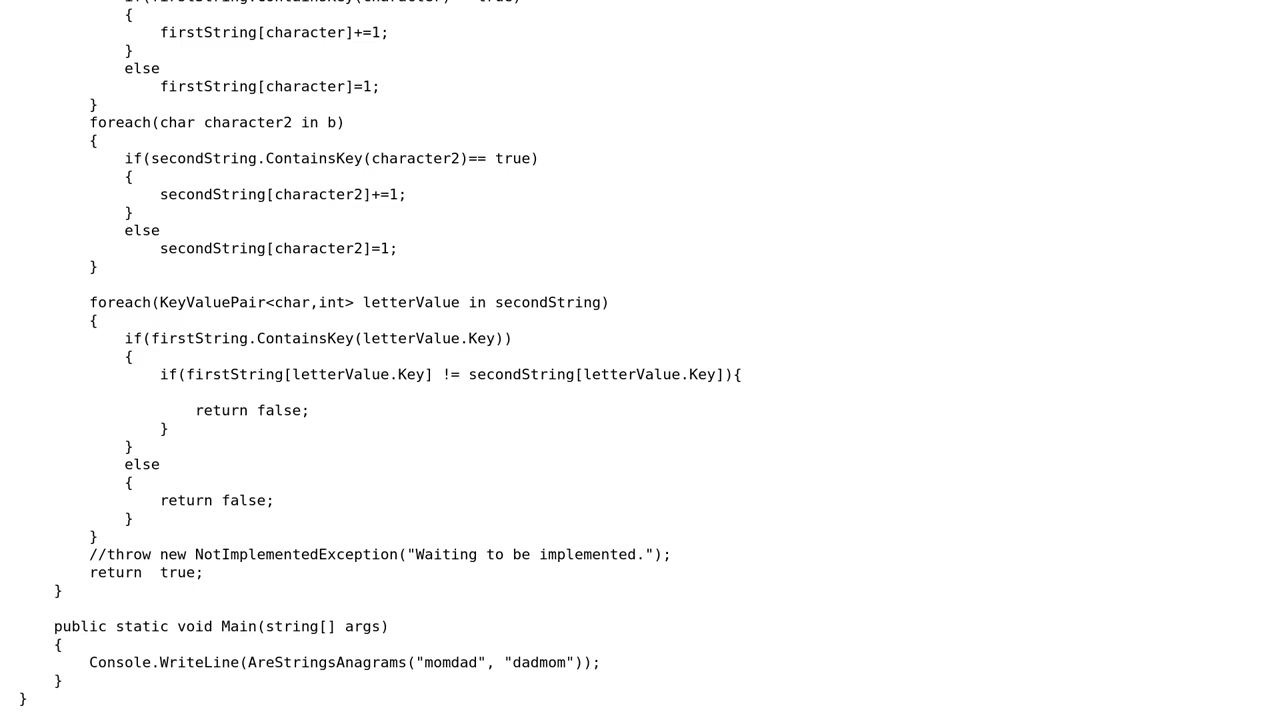 {
firstString[character]+=1;
}
else
firstString[character]=1;
}
foreach(char character2 in b)
{
if(secondString.ContainsKey(character2)== true)
{
secondString[character2]+=1;
}
else
secondString[character2]=1;
}
foreach(KeyValuePair<char,int> letterValue in secondString)
{
if(firstString.ContainsKey(letterValue.Key))
{
if(firstString[letterValue.Key] != secondString[letterValue.Key]){
return false;
}
}
else
{
return false;
}
}
//throw new NotImplementedException("Waiting to be implemented.");
return  true;
}
public static void Main(string[] args)
{
Console.WriteLine(AreStringsAnagrams("momdad", "dadmom"));
}
}